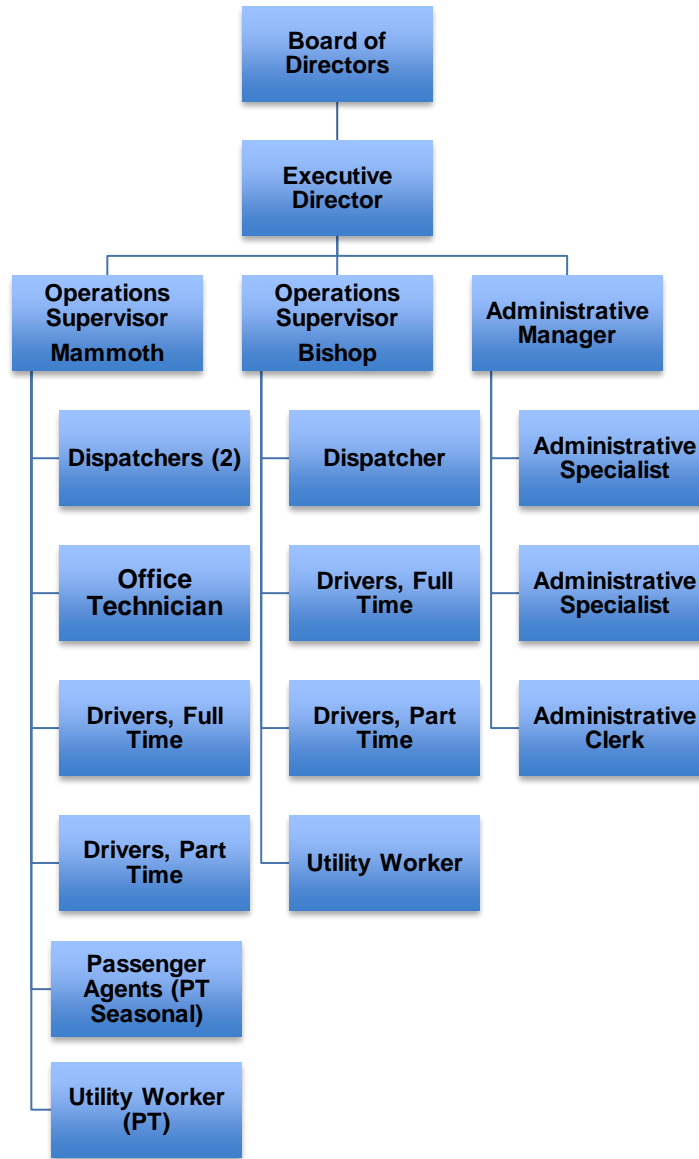 Board of
Directors
Executive
Director
Operations
Supervisor
Mammoth
Operations
Supervisor
Bishop
Administrative
Manager
Dispatchers (2)
Office
Technician
Drivers, Full
Time
Drivers, Part
Time
Passenger
Agents (PT
Seasonal)
Utility Worker
(PT)
Dispatcher
Drivers, Full
Time
Drivers, Part
Time
Utility Worker
Administrative
Specialist
Administrative
Specialist
Administrative
Clerk